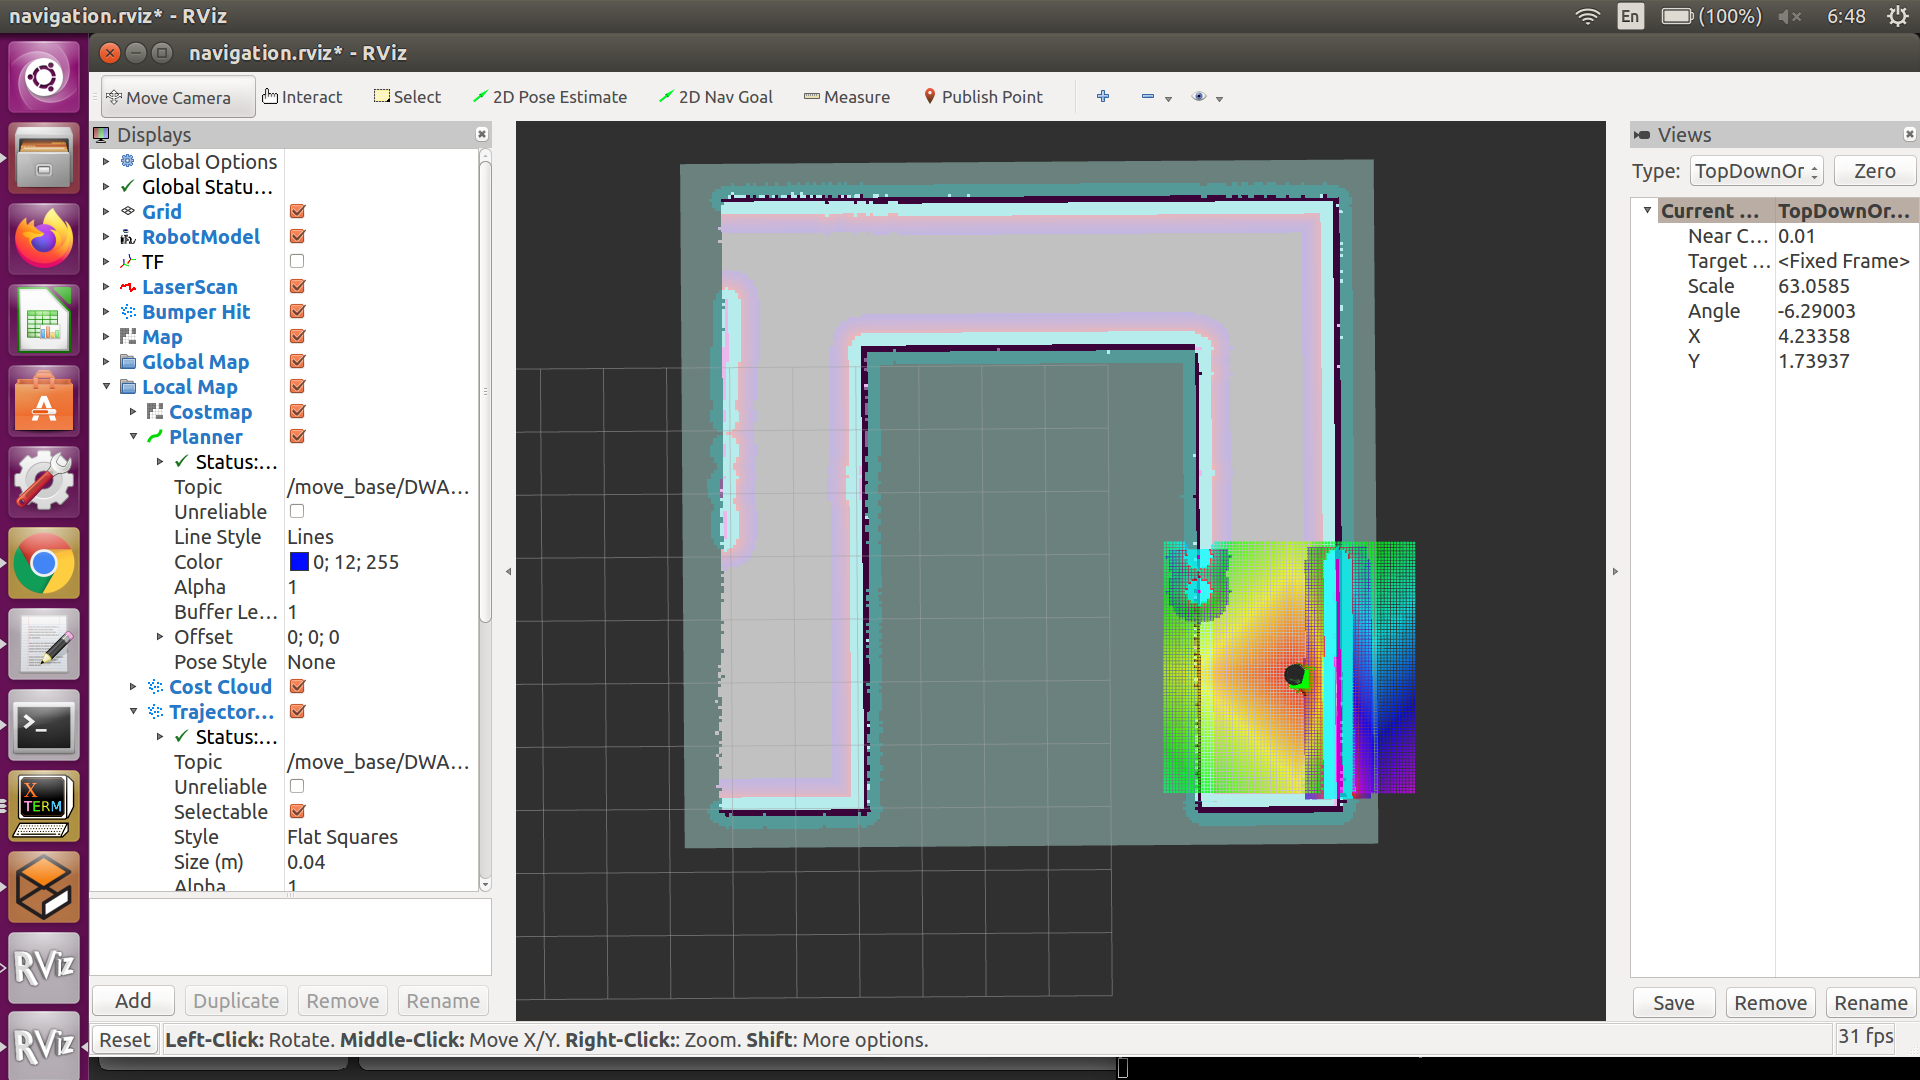 navigation.rviz* - RViz
En (100%) 6:48
navigation.rviz* - RViz
Move Camera Interact Select 2D Pose Estimate 2D Nav Goal Measure Publish Point
Displays
Global Options
Global Statu...
Grid
RobotModel
TF
LaserScan
Bumper Hit
Map
Global Map
Local Map
Costmap
Planner
Status:...
Topic /move_base/DWA...
Unreliable
Line Style Lines
Color 0; 12; 255
Alpha 1
Buffer Le... 1
Offset 0; 0; 0
Pose Style None
Cost Cloud
Trajector...
Status:...
Topic /move_base/DWA...
Unreliable
Selectable
Style Flat Squares
Size (m) 0.04
Alpha 1
Add Duplicate Remove Rename
Reset Left-Click: Rotate. Middle-Click: Move X/Y. Right-Click:: Zoom. Shift: More options.
31 fps
Views
Type: TopDownOr Zero
Current ... TopDownOr...
Near C... 0.01
Target ... <Fixed Frame>
Scale 63.0585
Angle -6.29003
X 4.23358
Y 1.73937
Save Remove Rename
A
>_
X
TERM
RViz
RViz